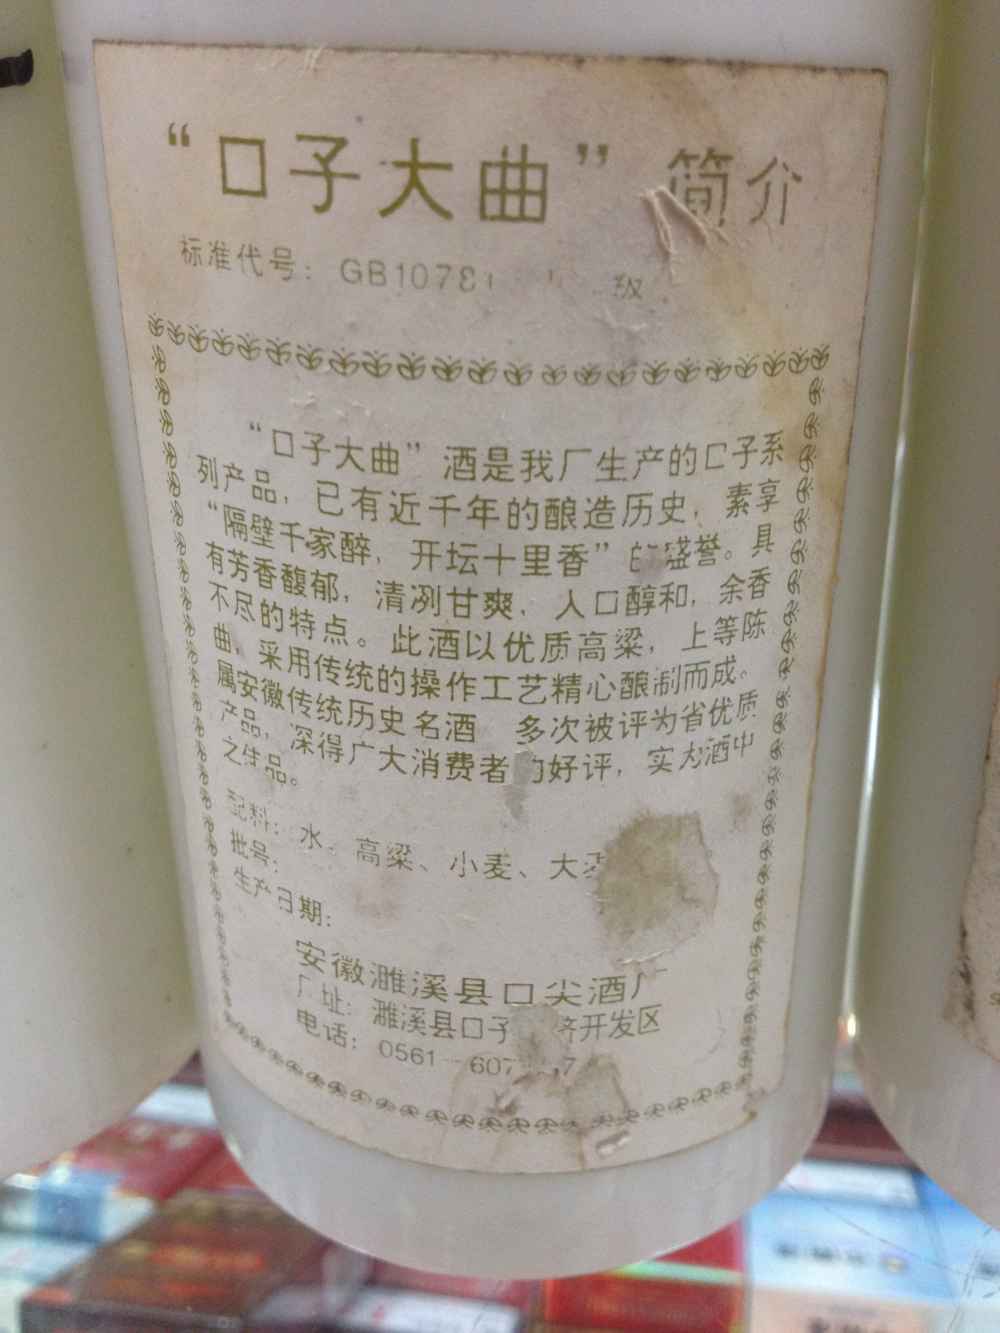 “口子大曲”简介
标准代号：GB10781 级
“口子大曲”酒是我厂生产的口子系
列产品，已有近千年的酿造历史，素享
“隔壁千家醉，开坛十里香”的盛誉。具
有芳香馥郁，清冽甘爽，入口醇和，余香
不尽的特点。此酒以优质高粱，上等陈
曲，采用传统的操作工艺精心酿制而成。
属安徽传统历史名酒 多次被评为省优质
产品，深得广大消费者的好评，实为酒中
之佳品。
配料：水、高粱、小麦、大麦
批号：
生产日期：
安徽濉溪县口尖酒厂
厂址：濉溪县口子 济开发区
电话：0561—607 7